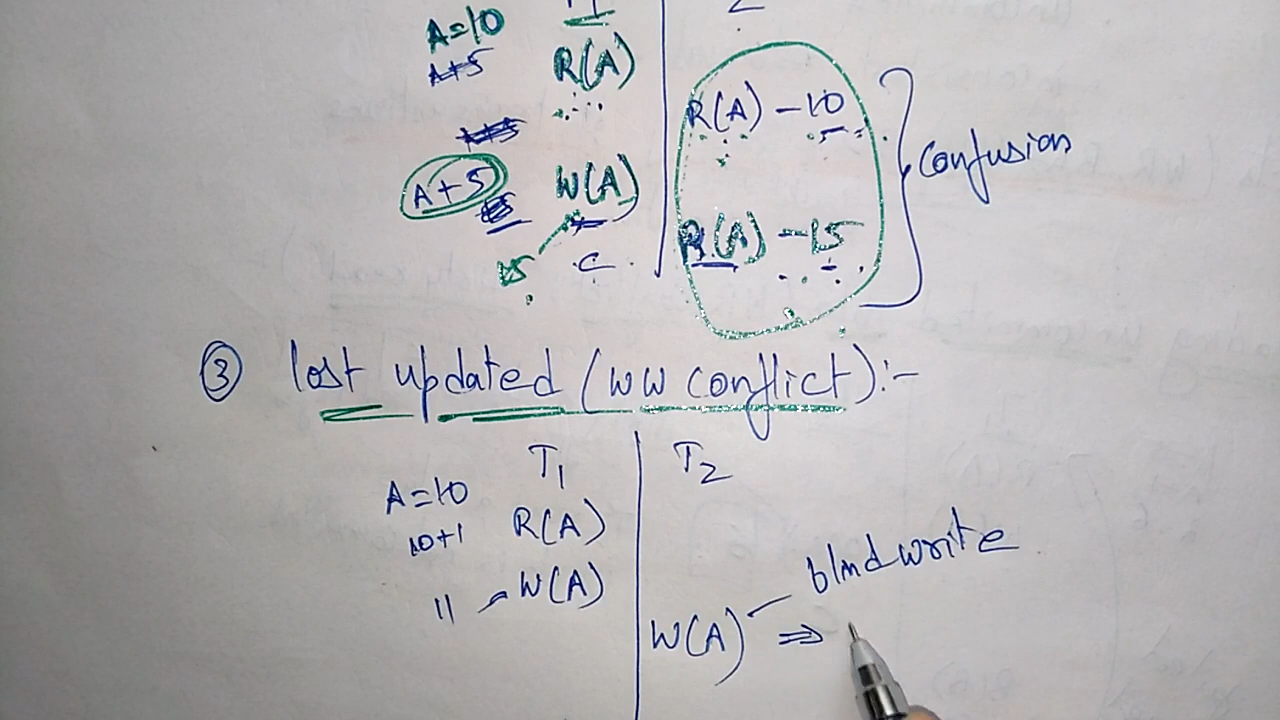 A=10
A+5 R(A)
R(A) - 10
A+5 W(A)
confusion
R(A) - 15
15 C
③ lost updated (WW conflict):-
T1 T2
A=10
10+1 R(A)
11 W(A)
blind write
W(A) ⇒